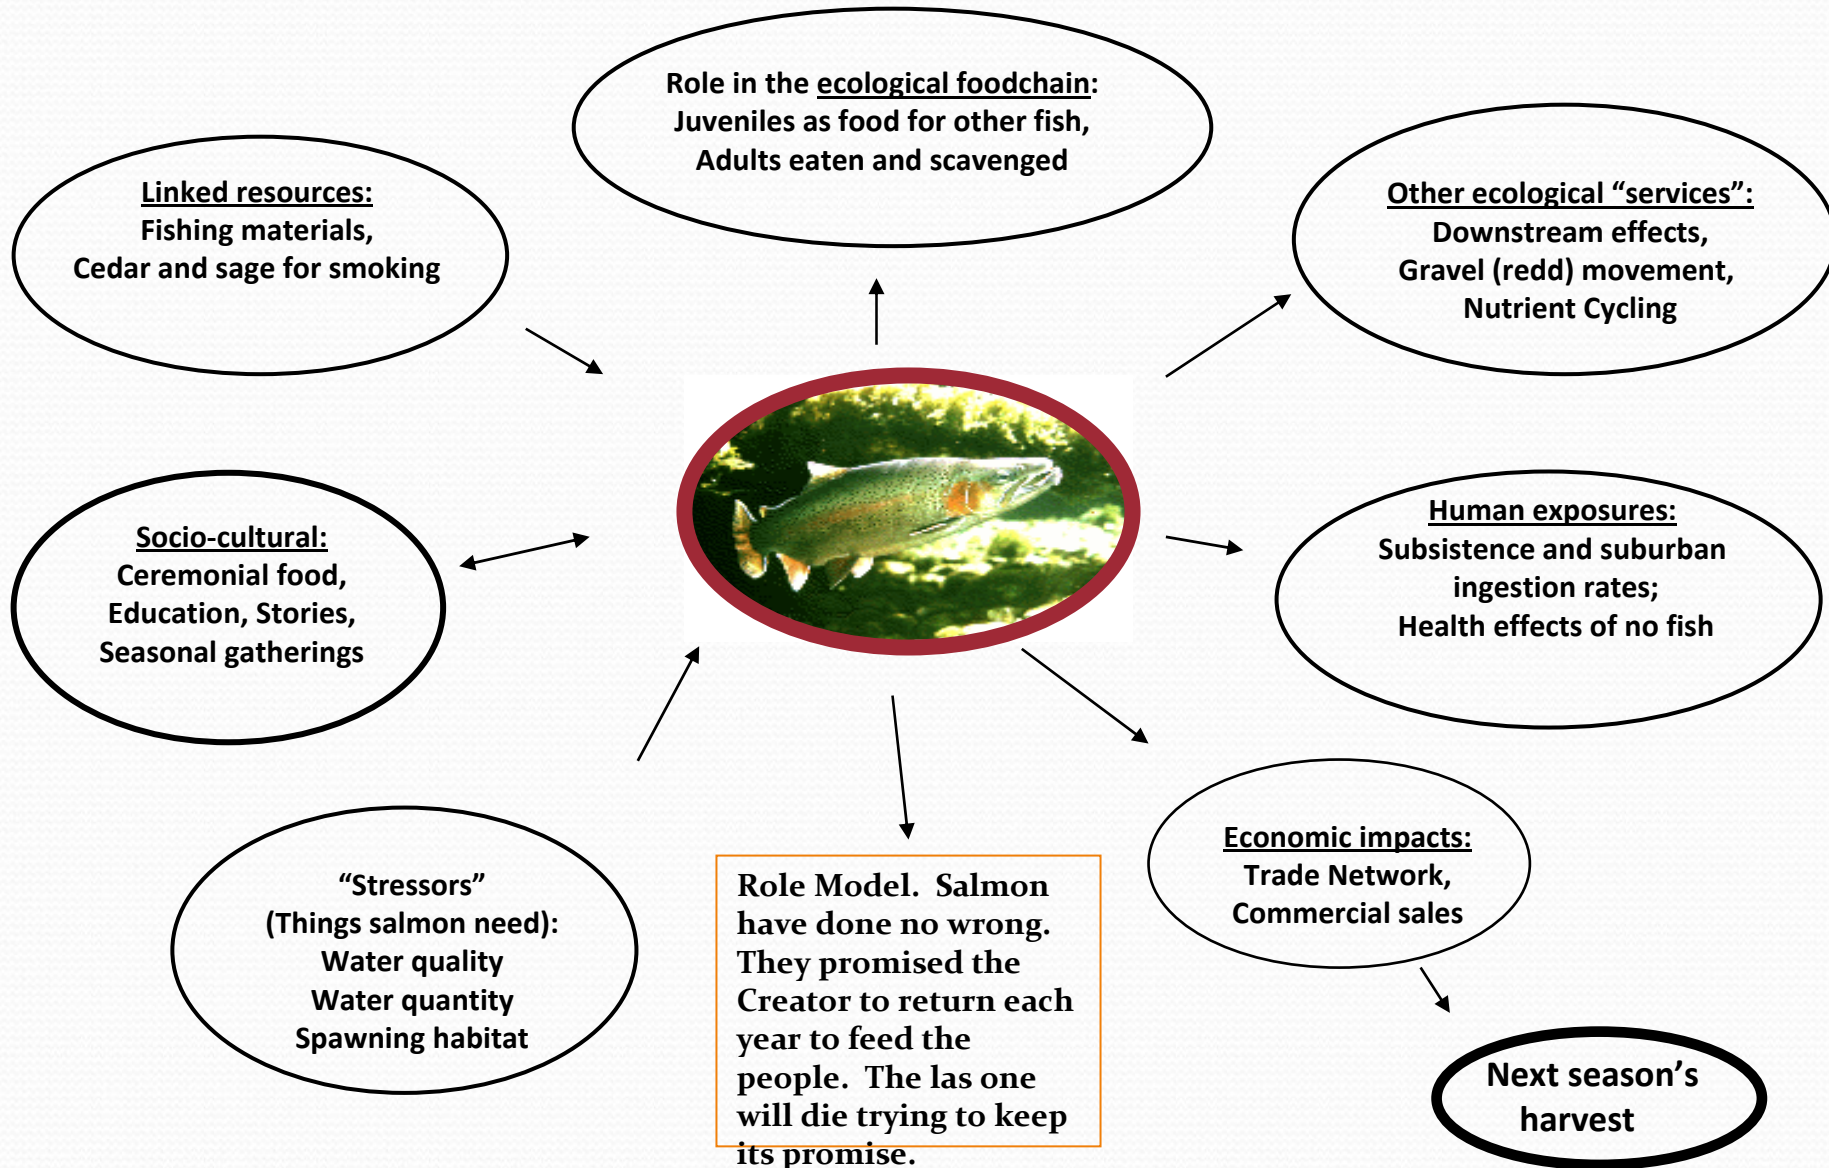 Role in the ecological foodchain:
Juveniles as food for other fish,
Adults eaten and scavenged
Linked resources:
Fishing materials,
Cedar and sage for smoking
Other ecological “services”:
Downstream effects,
Gravel (redd) movement,
Nutrient Cycling
Socio-cultural:
Ceremonial food,
Education, Stories,
Seasonal gatherings
Human exposures:
Subsistence and suburban
ingestion rates;
Health effects of no fish
“Stressors”
(Things salmon need):
Water quality
Water quantity
Spawning habitat
Role Model.  Salmon
have done no wrong.
They promised the
Creator to return each
year to feed the
people.  The las one
will die trying to keep
its promise.
Economic impacts:
Trade Network,
Commercial sales
Next season’s
harvest